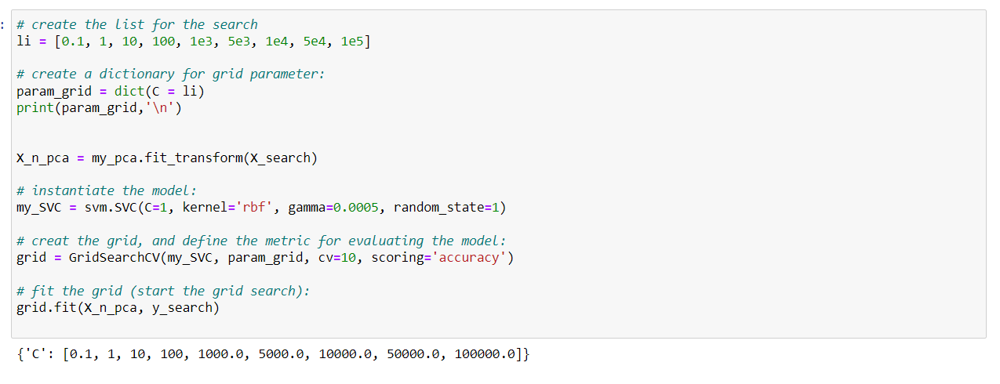 :
# create the list for the search
li = [0.1, 1, 10, 100, 1e3, 5e3, 1e4, 5e4, 1e5]
# create a dictionary for grid parameter:
param_grid = dict(C = li)
print(param_grid,'\n')
X_n_pca = my_pca.fit_transform(X_search)
# instantiate the model:
my_SVC = svm.SVC(C=1, kernel='rbf', gamma=0.0005, random_state=1)
# creat the grid, and define the metric for evaluating the model:
grid = GridSearchCV(my_SVC, param_grid, cv=10, scoring='accuracy')
# fit the grid (start the grid search):
grid.fit(X_n_pca, y_search)
{'C': [0.1, 1, 10, 100, 1000.0, 5000.0, 10000.0, 50000.0, 100000.0]}